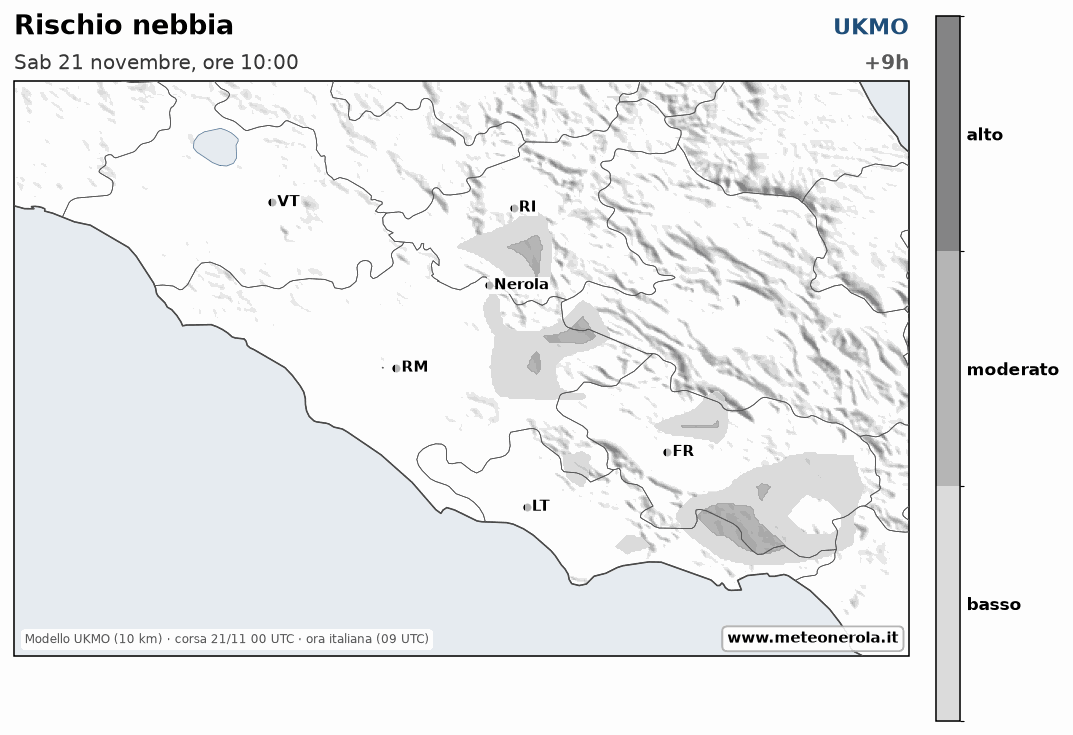 Rischio nebbia
UKMO
Sab 21 novembre, ore 10:00
+9h
alto
VT
RI
Nerola
moderato
RM
FR
LT
basso
Modello UKMO (10 km) · corsa 21/11 00 UTC · ora italiana (09 UTC)
www.meteonerola.it